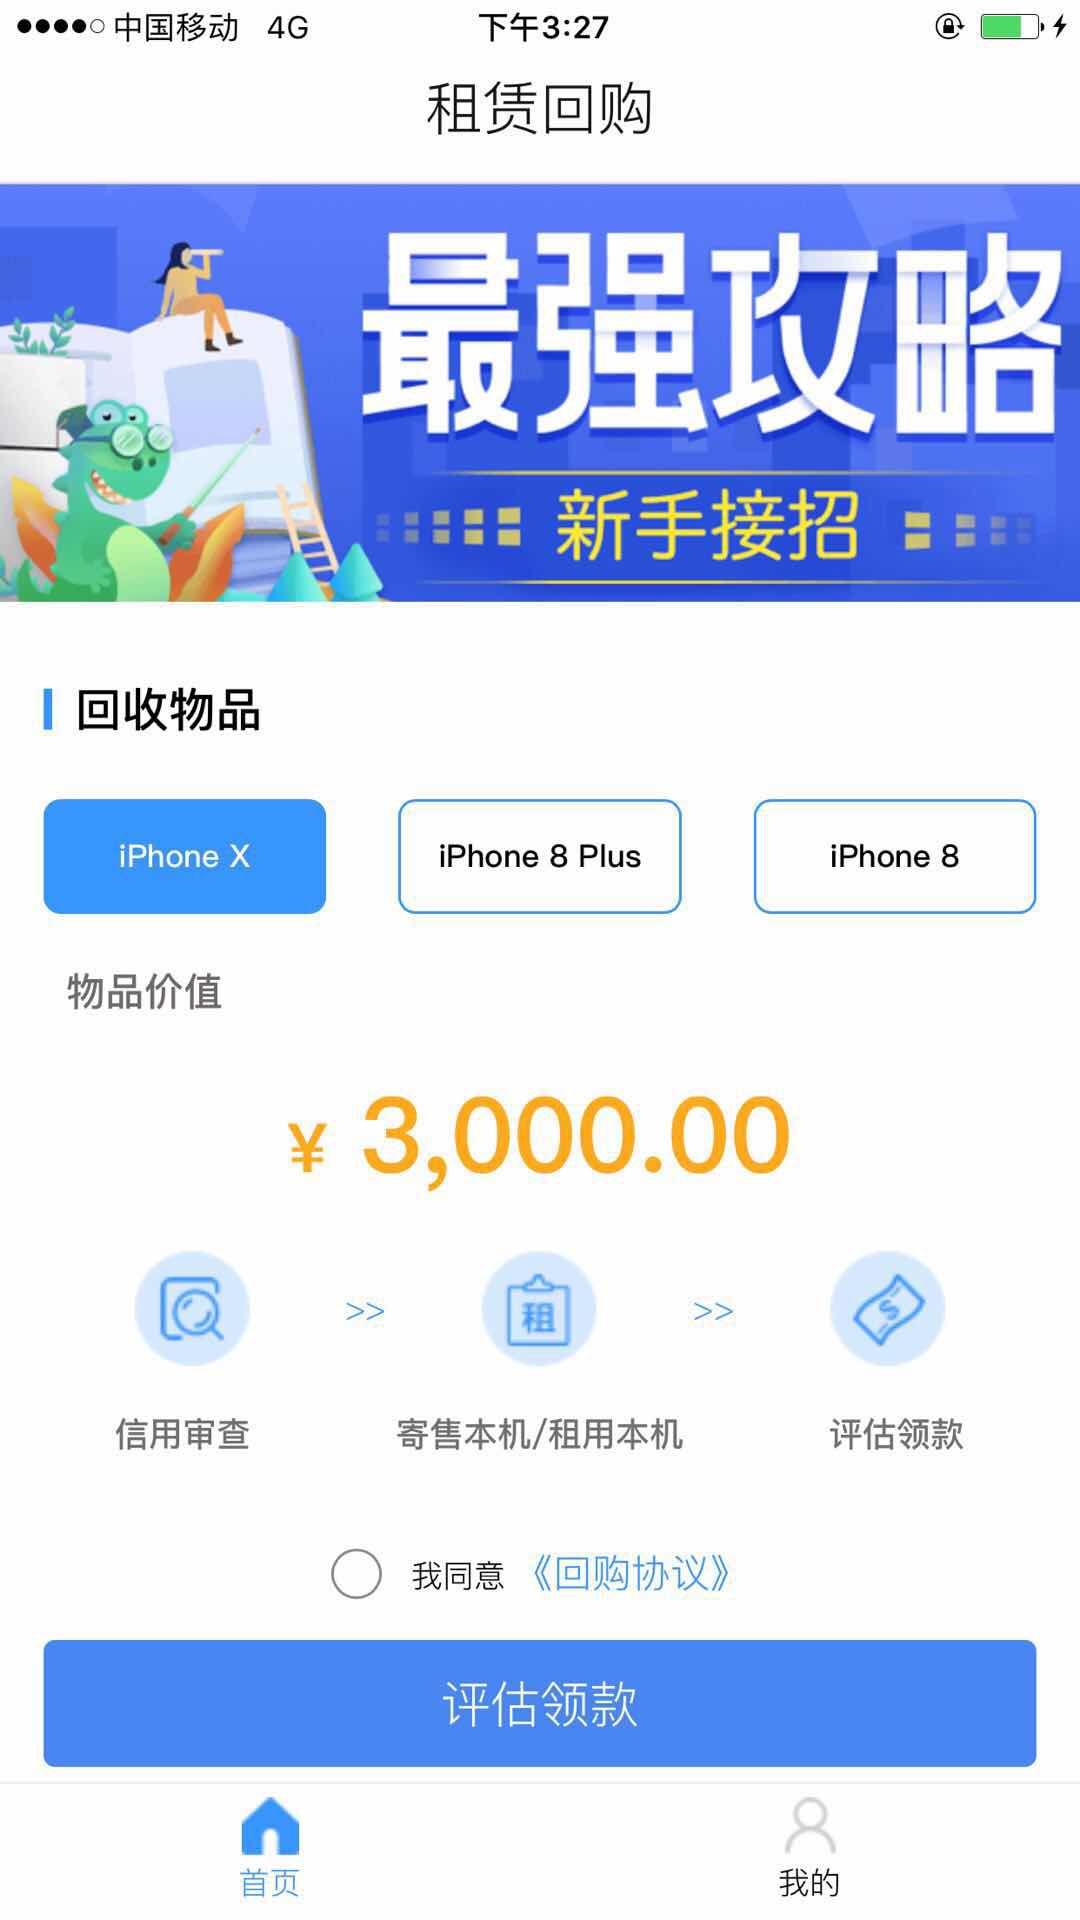 中国移动 4G 下午3:27
租赁回购
最强攻略
新手接招
回收物品
iPhone X iPhone 8 Plus iPhone 8
物品价值
¥ 3,000.00
租
>> >>
信用审查 寄售本机/租用本机 评估领款
我同意 《回购协议》
评估领款
首页 我的